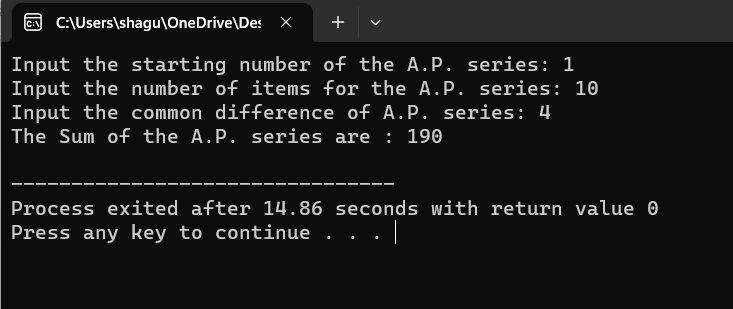 C:\Users\shagu\OneDrive\Des
Input the starting number of the A.P. series: 1
Input the number of items for the A.P. series: 10
Input the common difference of A.P. series: 4
The Sum of the A.P. series are : 190
--------------------------------
Process exited after 14.86 seconds with return value 0
Press any key to continue . . .